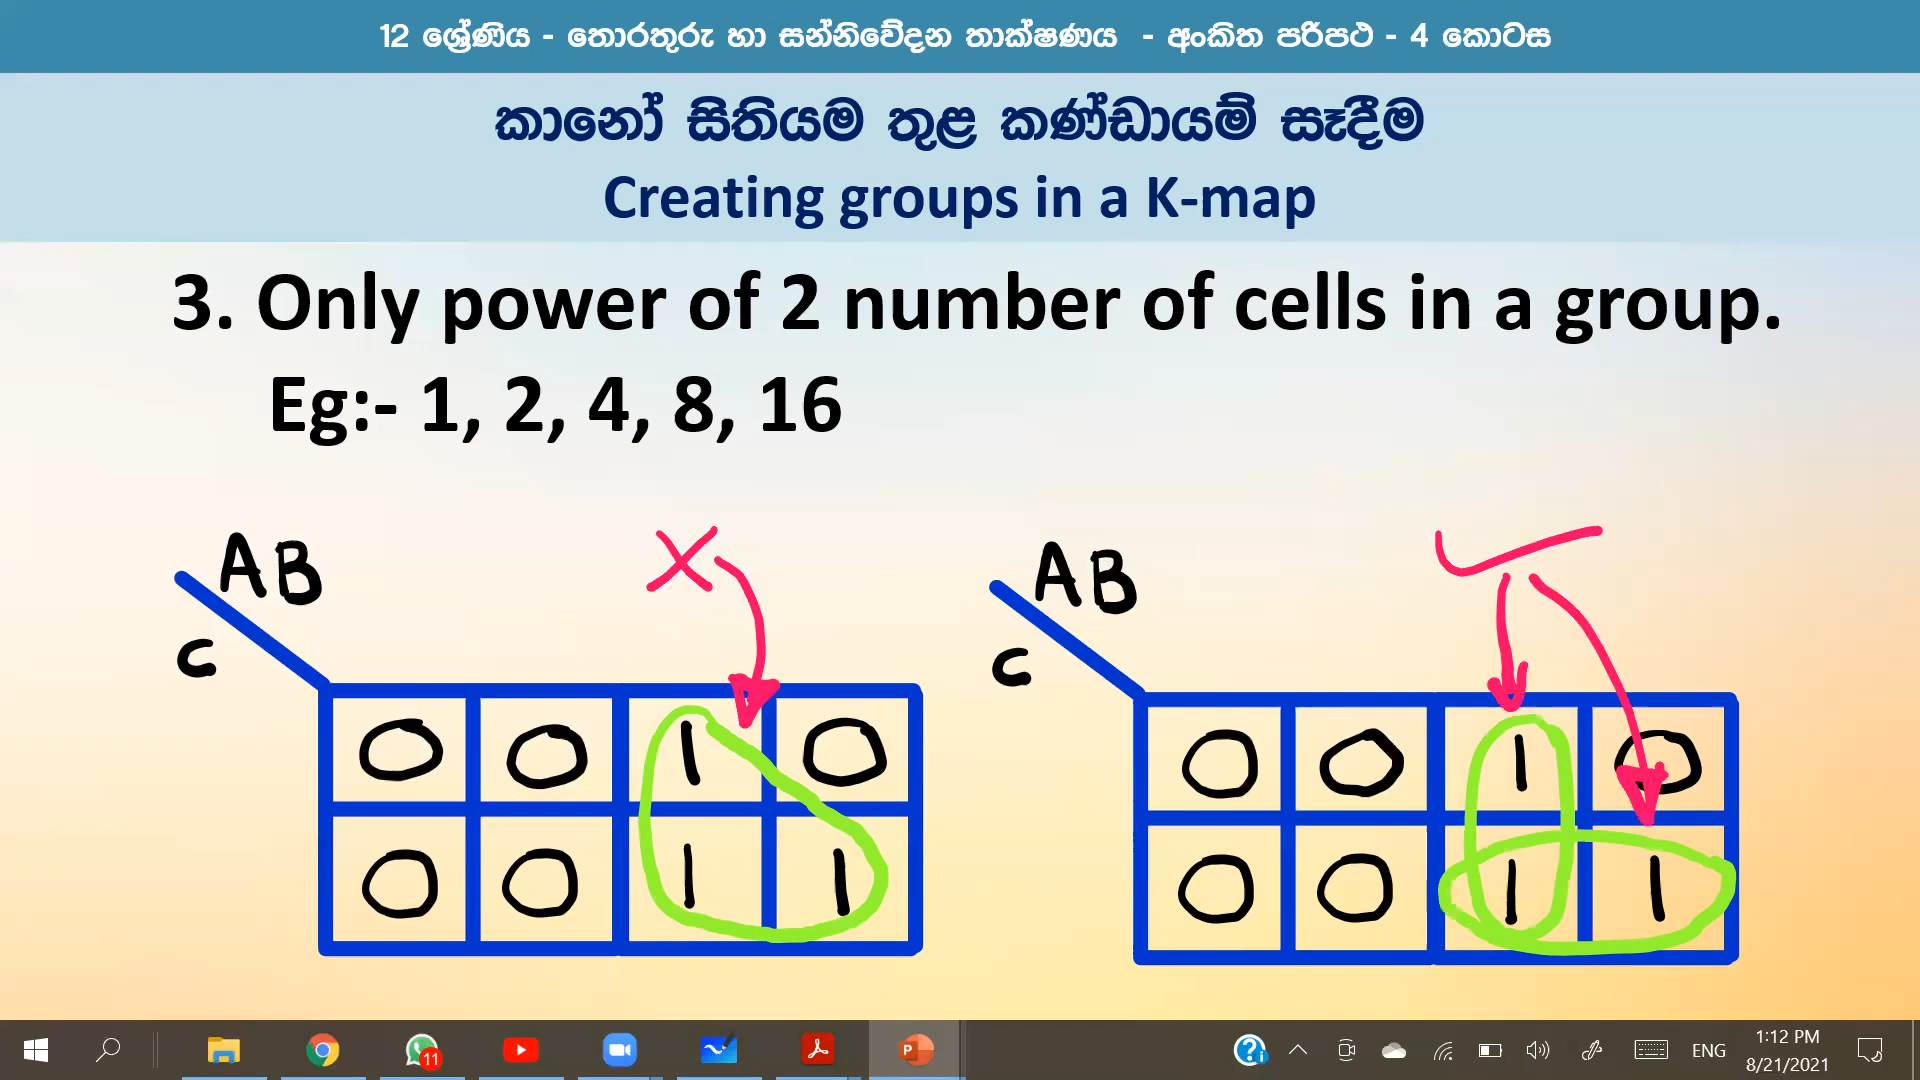 12 ශ්‍රේණිය - තොරතුරු හා සන්නිවේදන තාක්ෂණය - අංකිත පරිපථ - 4 කොටස
කානෝ සිතියම තුළ කණ්ඩායම් සෑදීම
Creating groups in a K-map
3. Only power of 2 number of cells in a group.
Eg:- 1, 2, 4, 8, 16
AB
C
0 0 1 0
0 0 1 1
AB
C
0 0 1 0
0 0 1 1
11
ENG
1:12 PM
8/21/2021